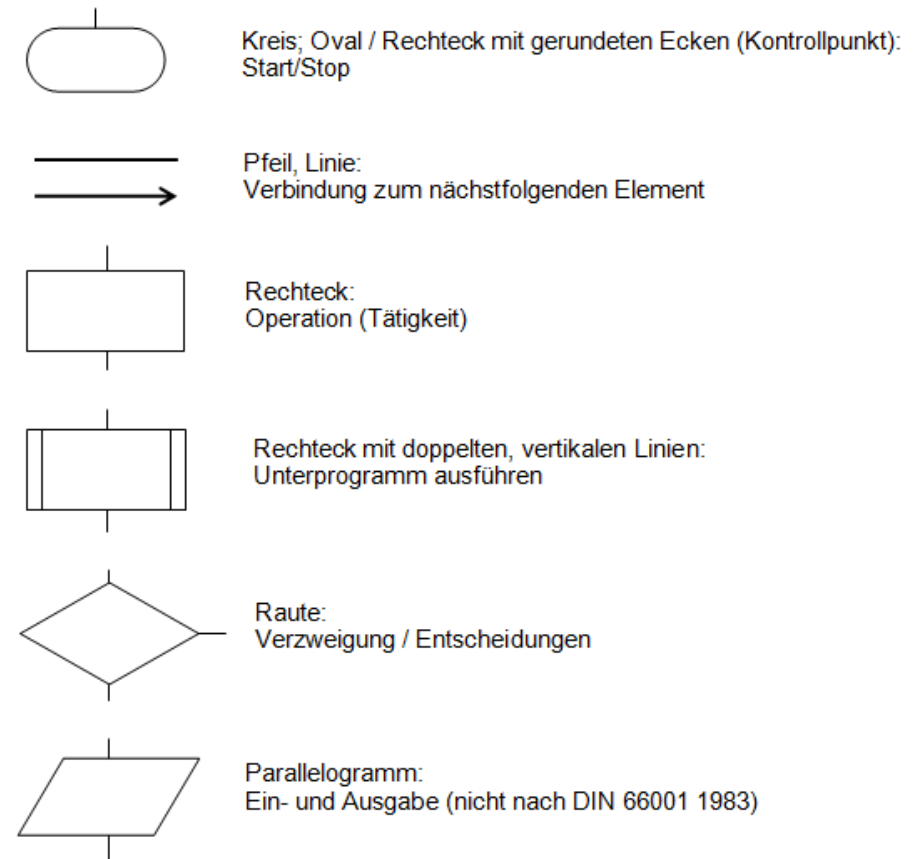 Kreis; Oval / Rechteck mit gerundeten Ecken (Kontrollpunkt):
Start/Stop
Pfeil, Linie:
Verbindung zum nächstfolgenden Element
Rechteck:
Operation (Tätigkeit)
Rechteck mit doppelten, vertikalen Linien:
Unterprogramm ausführen
Raute:
Verzweigung / Entscheidungen
Parallelogramm:
Ein- und Ausgabe (nicht nach DIN 66001 1983)